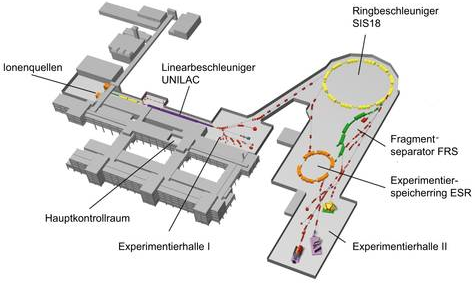 Ringbeschleuniger
SIS18
Ionenquellen
Linearbeschleuniger
UNILAC
Fragment-
separator FRS
Experimentier-
speicherring ESR
Hauptkontrollraum
Experimentierhalle I
Experimentierhalle II